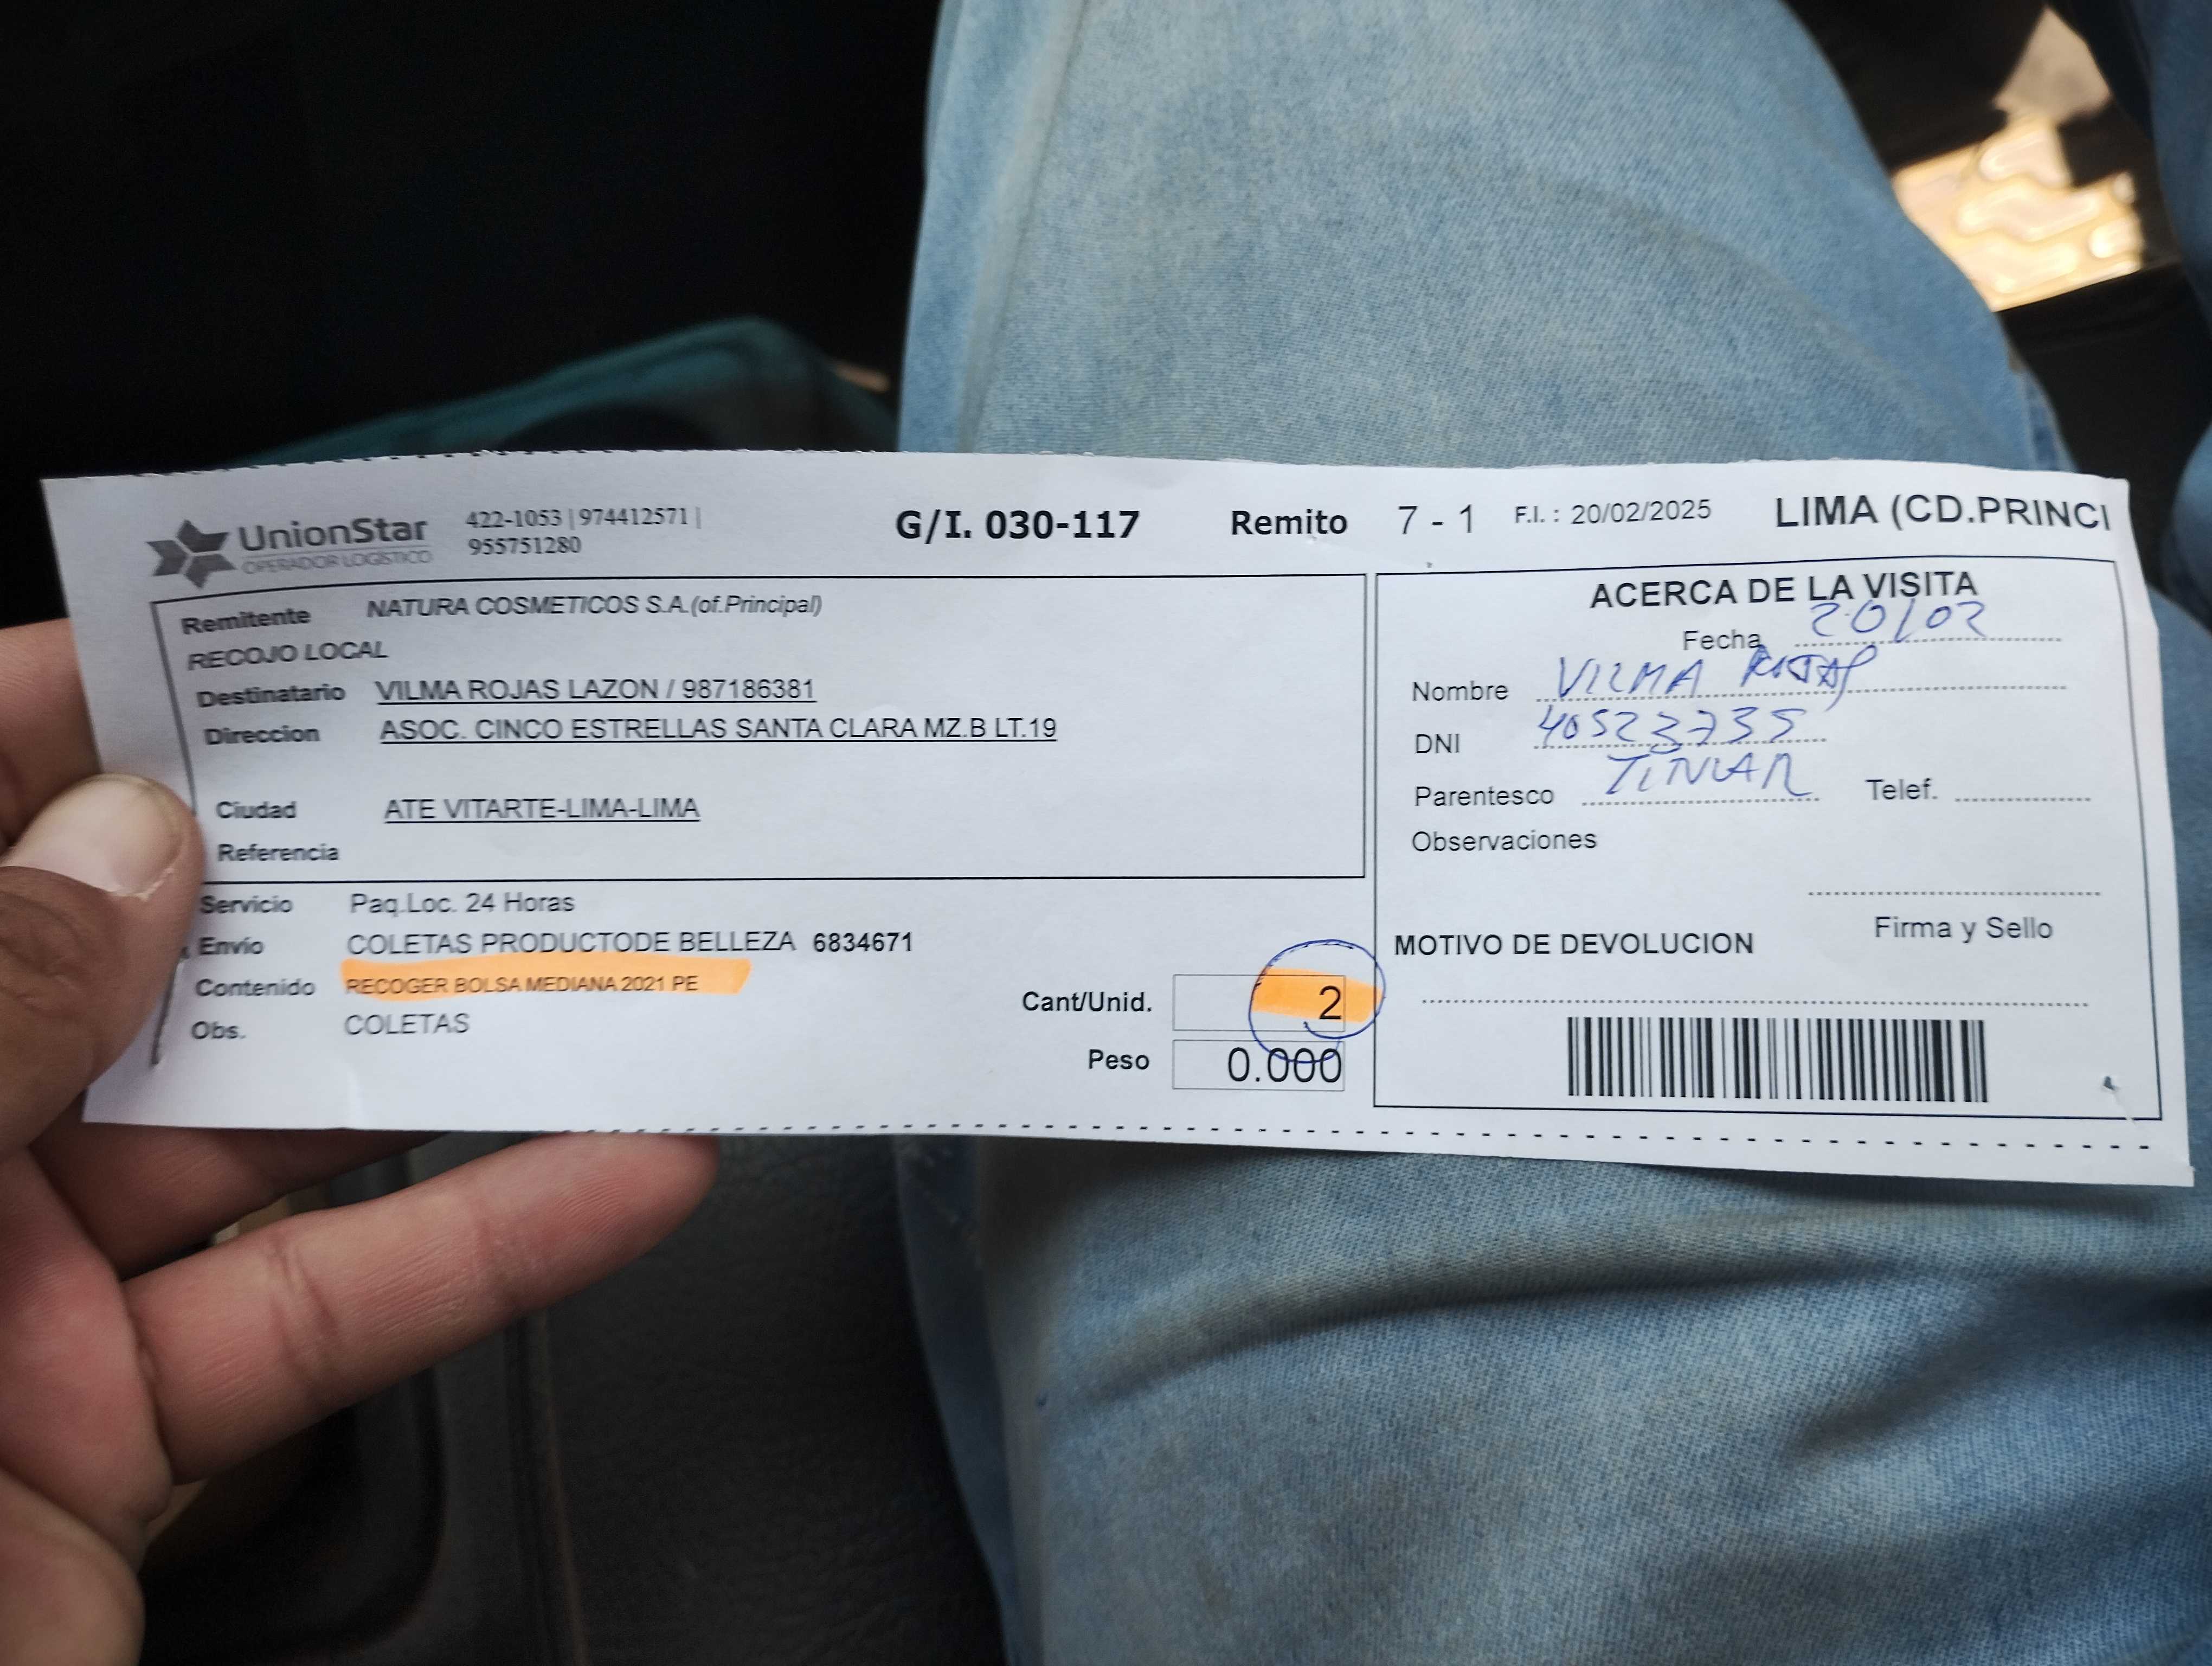 UnionStar
OPERADOR LOGÍSTICO
422-1053 | 974412571 |
955751280
G/I. 030-117
Remito 7 - 1
F.I. : 20/02/2025
LIMA (CD.PRINCI
Remitente NATURA COSMETICOS S.A.(of.Principal)
RECOJO LOCAL
Destinatario VILMA ROJAS LAZON / 987186381
Direccion ASOC. CINCO ESTRELLAS SANTA CLARA MZ.B LT.19
Ciudad ATE VITARTE-LIMA-LIMA
Referencia
Servicio Paq.Loc. 24 Horas
Envío COLETAS PRODUCTODE BELLEZA 6834671
Contenido RECOGER BOLSA MEDIANA 2021 PE
Obs. COLETAS
Cant/Unid. 2
Peso 0.000
ACERCA DE LA VISITA
Fecha 20/02
Nombre VILMA
DNI 40523735
Parentesco
Telef.
Observaciones
Firma y Sello
MOTIVO DE DEVOLUCION